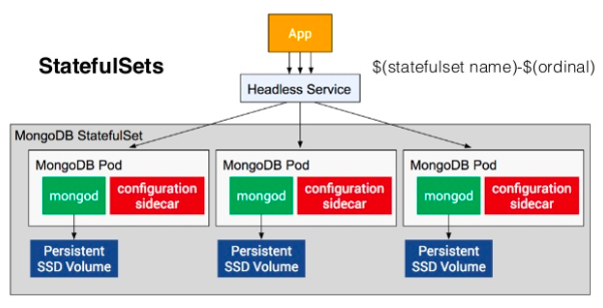 App
StatefulSets
$(statefulset name)-$(ordinal)
Headless Service
MongoDB StatefulSet
MongoDB Pod
mongod
configuration
sidecar
Persistent
SSD Volume
MongoDB Pod
mongod
configuration
sidecar
Persistent
SSD Volume
MongoDB Pod
mongod
configuration
sidecar
Persistent
SSD Volume